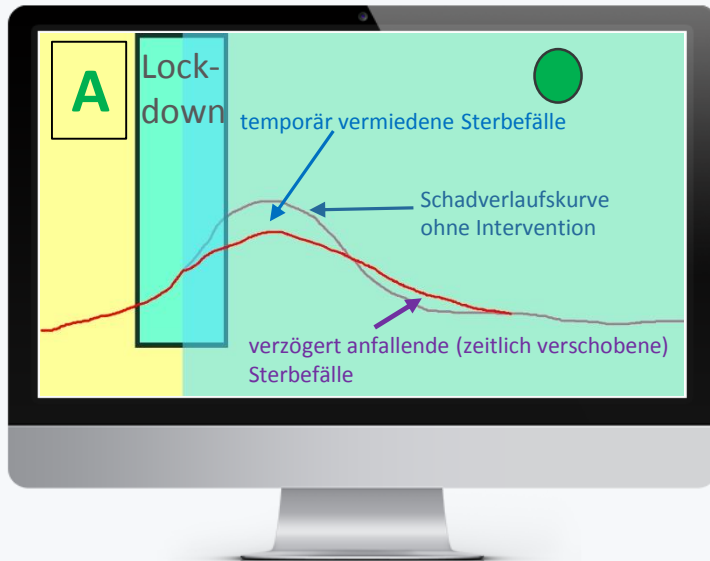 A
Lock-
down
temporär vermiedene Sterbefälle
Schadverlaufskurve
ohne Intervention
verzögert anfallende (zeitlich verschobene)
Sterbefälle